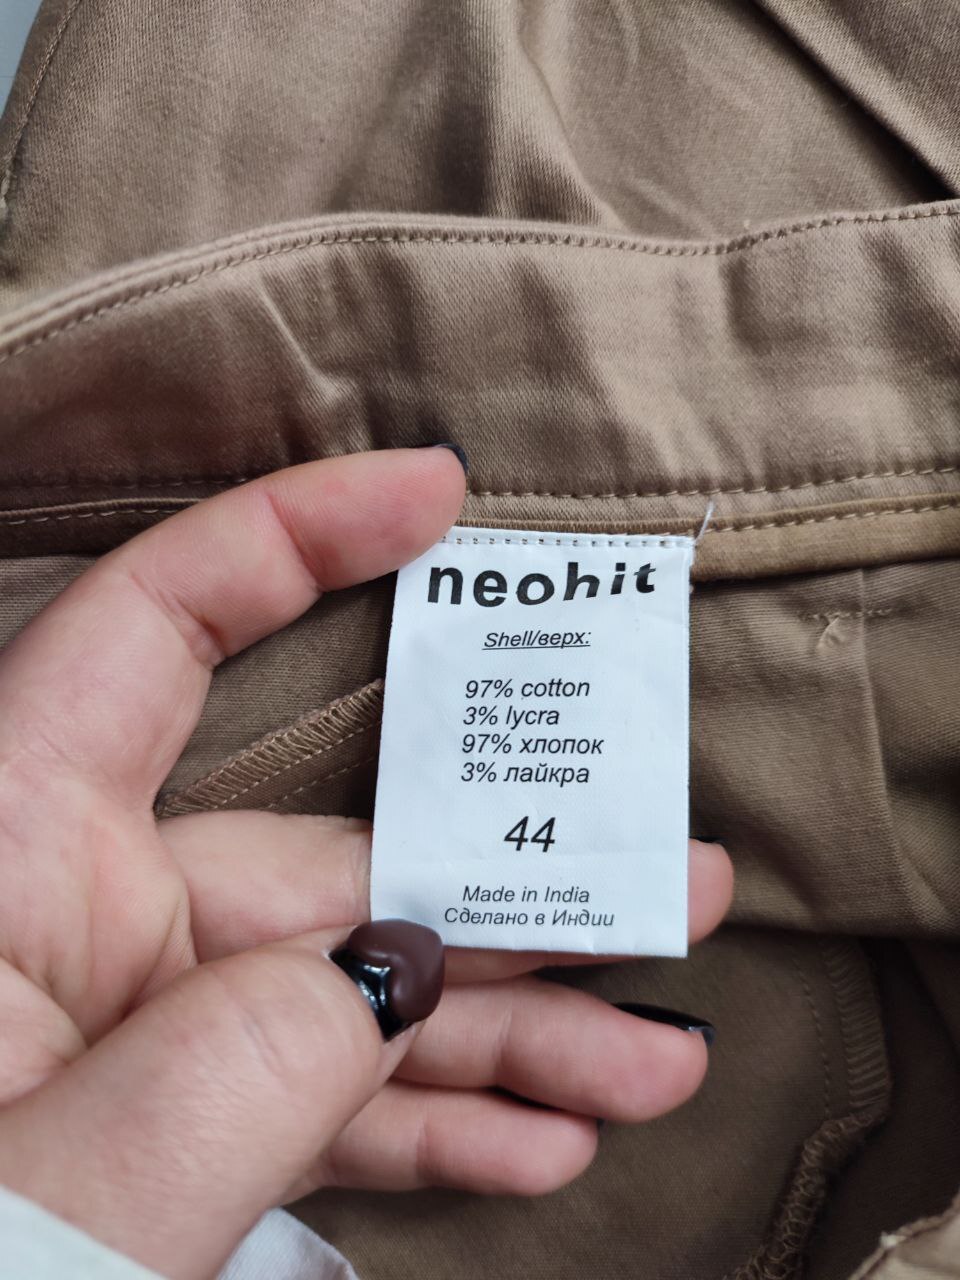 neohit
Shell/верх:
97% cotton
3% lycra
97% хлопок
3% лайкра
44
Made in India
Сделано в Индии